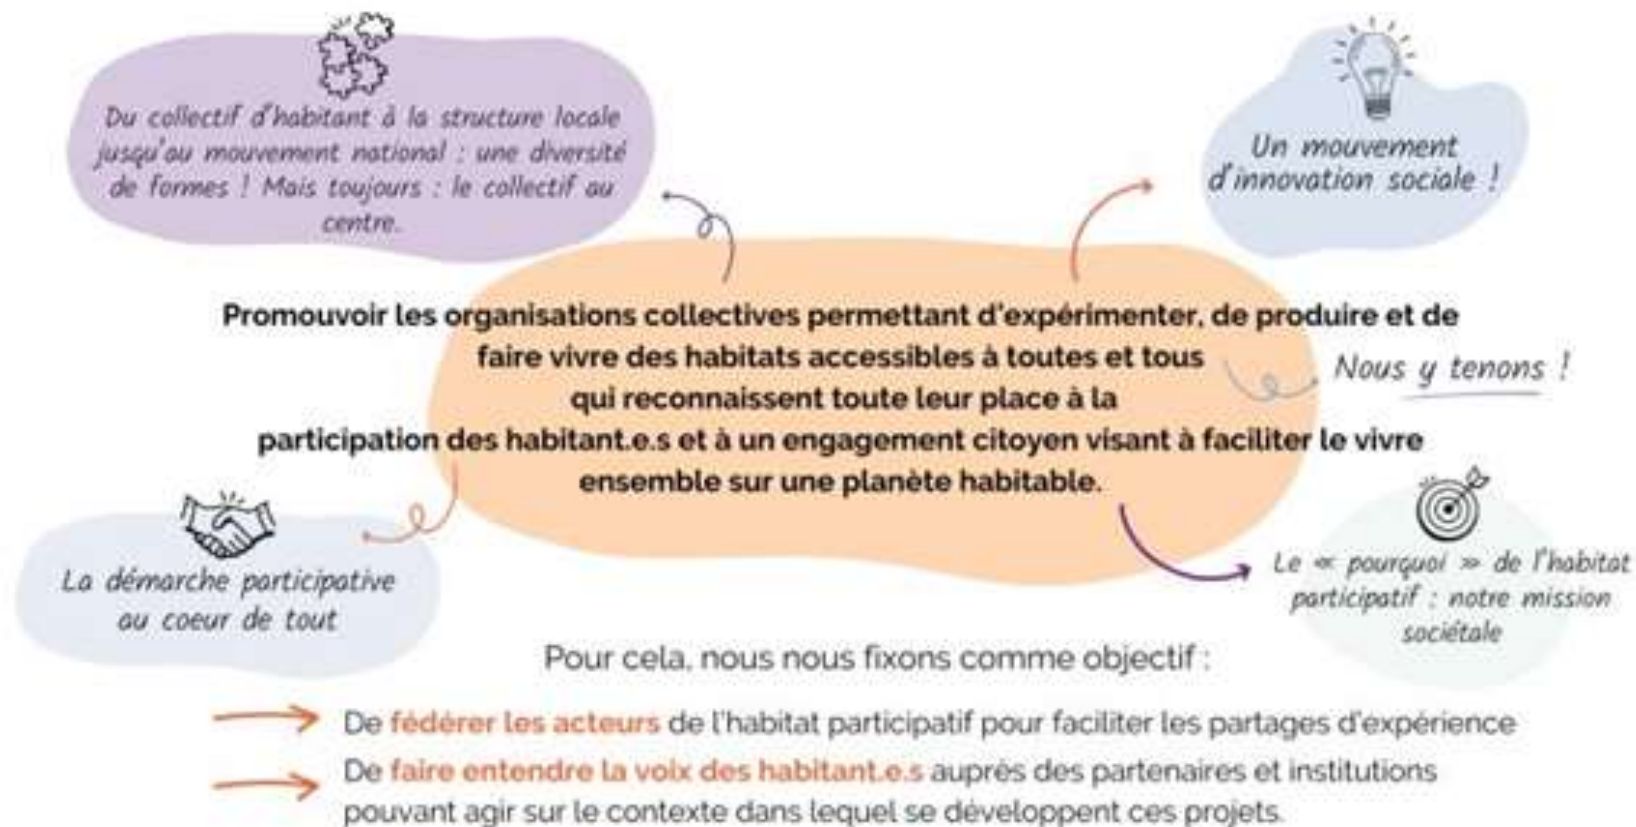 Du collectif d'habitant à la structure locale
jusqu'au mouvement national : une diversité
de formes ! Mais toujours : le collectif au
centre.
Un mouvement
d'innovation sociale !
Promouvoir les organisations collectives permettant d'expérimenter, de produire et de
faire vivre des habitats accessibles à toutes et tous
qui reconnaissent toute leur place à la
participation des habitant.e.s et à un engagement citoyen visant à faciliter le vivre
ensemble sur une planète habitable.
Nous y tenons !
La démarche participative
au coeur de tout
Le « pourquoi » de l'habitat
participatif : notre mission
sociétale
Pour cela, nous nous fixons comme objectif :
De fédérer les acteurs de l'habitat participatif pour faciliter les partages d'expérience
De faire entendre la voix des habitant.e.s auprès des partenaires et institutions
pouvant agir sur le contexte dans lequel se développent ces projets.